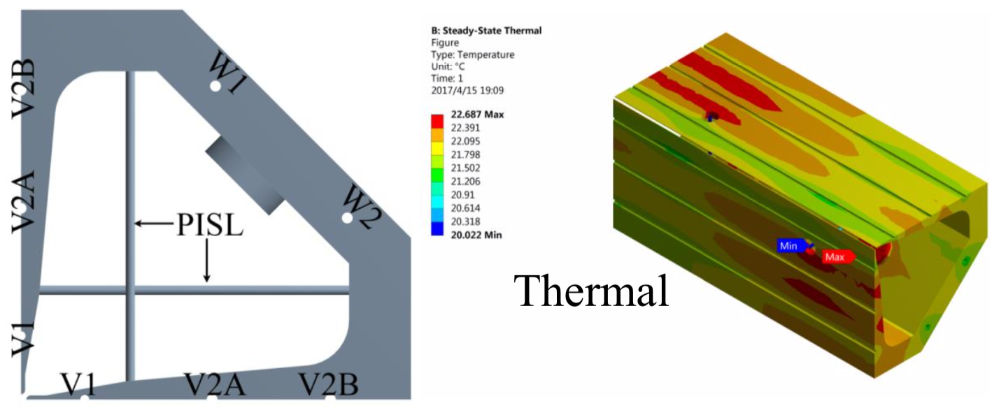 V2B
V2A
V1
W1
W2
PISL
V1
V2A
V2B
B: Steady-State Thermal
Figure
Type: Temperature
Unit: °C
Time: 1
2017/4/15 19:09
22.687 Max
22.391
22.095
21.798
21.502
21.206
20.91
20.614
20.318
20.022 Min
Min
Max
Thermal